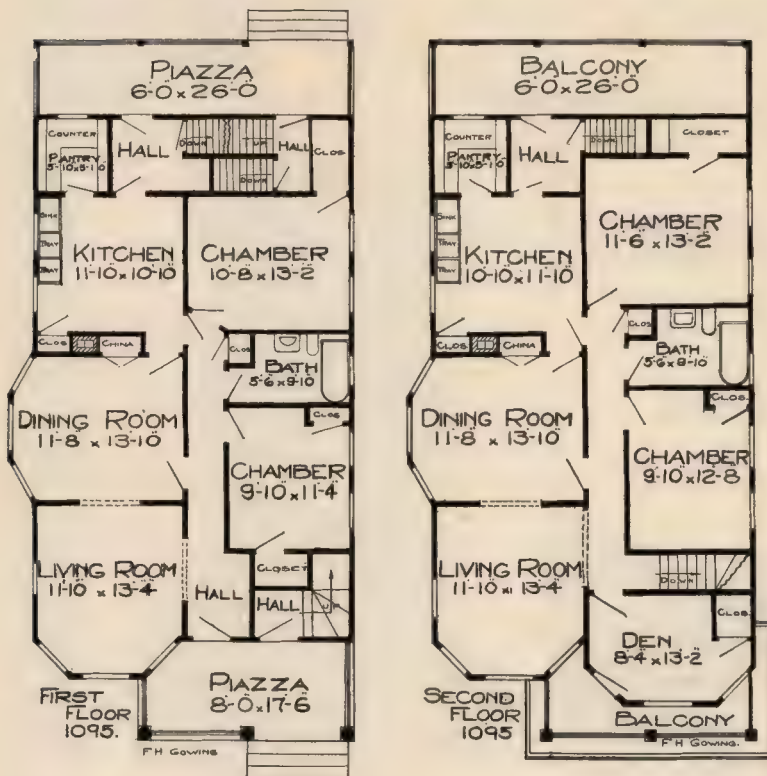 PIAZZA
6-0 x 26-0
COUNTER
PANTRY
5-10 x 5-10
HALL
DOWN
UP
DOWN
HALL
CLOS
SINK
TRAY
TRAY
KITCHEN
11-10 x 10-10
CHAMBER
10-8 x 13-2
CLOS
CHINA
CLOS
BATH
5-6 x 9-10
DINING ROOM
11-8 x 13-10
CLOS
CHAMBER
9-10 x 11-4
LIVING ROOM
11-10 x 13-4
CLOSET
HALL
HALL
UP
PIAZZA
8-0 x 17-6
FIRST
FLOOR
1095.
F H GOWING
BALCONY
6-0 x 26-0
COUNTER
PANTRY
5-10 x 5-10
HALL
DOWN
CLOSET
SINK
TRAY
TRAY
KITCHEN
10-10 x 11-10
CHAMBER
11-6 x 13-2
CLOS
CHINA
CLOS
BATH
5-6 x 9-10
DINING ROOM
11-8 x 13-10
CLOS
CHAMBER
9-10 x 12-8
LIVING ROOM
11-10 x 13-4
DOWN
CLOS
DEN
8-4 x 13-2
BALCONY
SECOND
FLOOR
1095
F H GOWING.